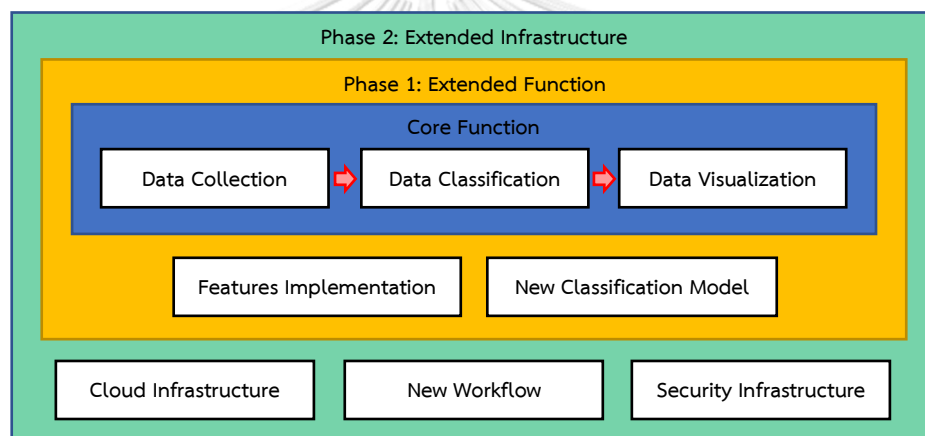 Phase 2: Extended Infrastructure
Phase 1: Extended Function
Core Function
Data Collection
Data Classification
Data Visualization
Features Implementation
New Classification Model
Cloud Infrastructure
New Workflow
Security Infrastructure